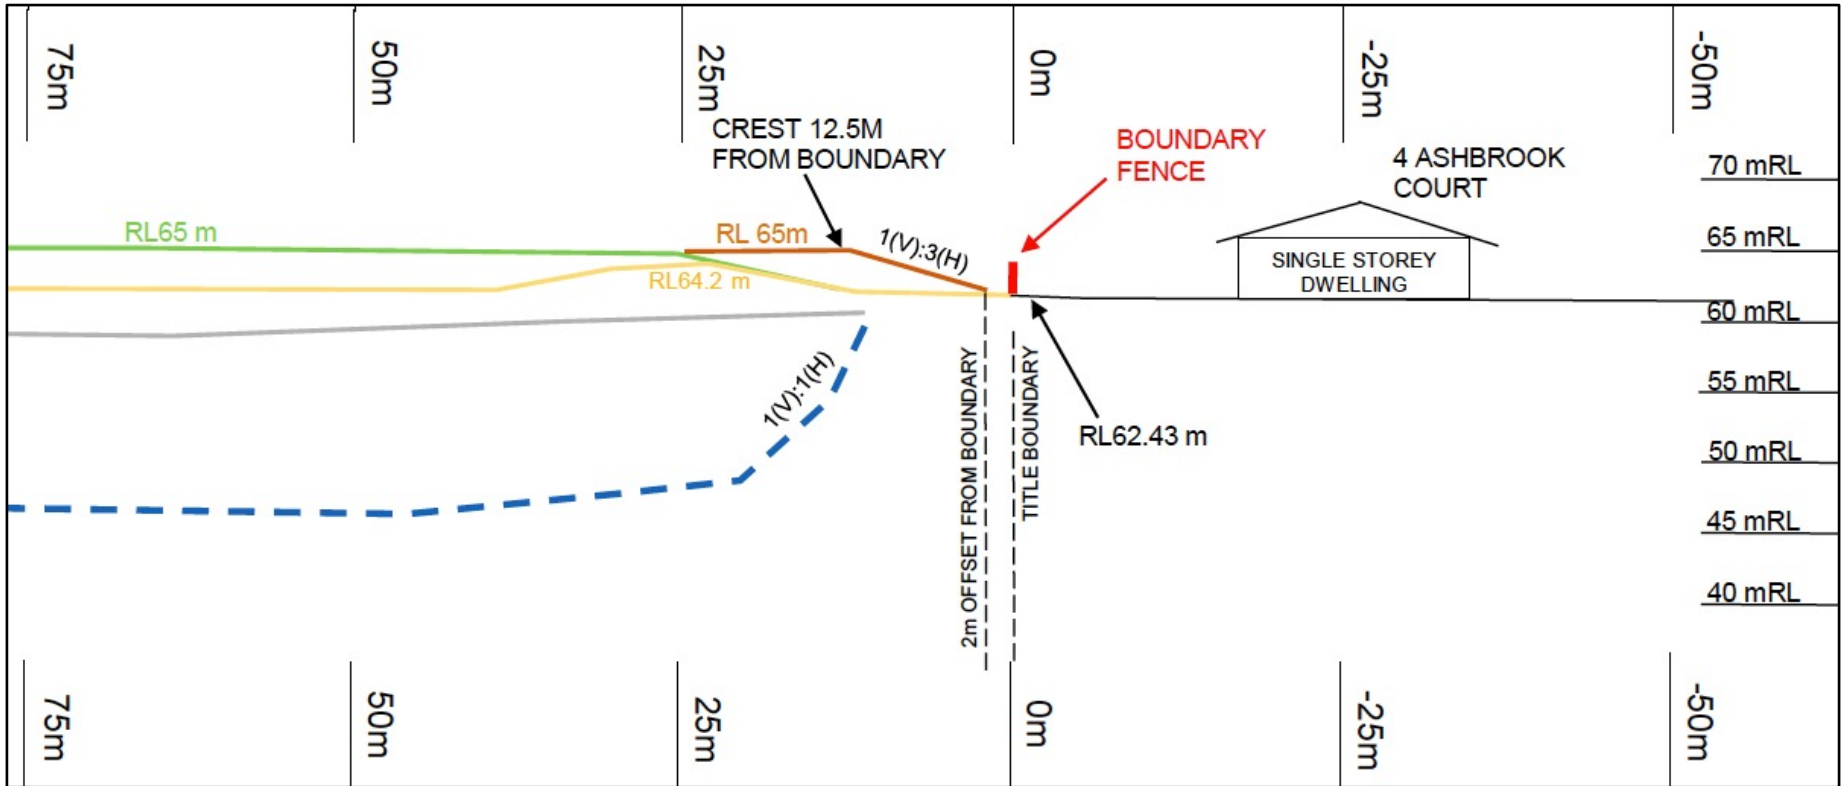 75m
50m
25m
0m
-25m
-50m
CREST 12.5M
FROM BOUNDARY
BOUNDARY
FENCE
4 ASHBROOK
COURT
70 mRL
RL65 m
RL 65m
1(V):3(H)
65 mRL
SINGLE STOREY
DWELLING
RL64.2 m
60 mRL
1(V):1(H)
55 mRL
2m OFFSET FROM BOUNDARY
TITLE BOUNDARY
RL62.43 m
50 mRL
45 mRL
40 mRL
75m
50m
25m
0m
-25m
-50m